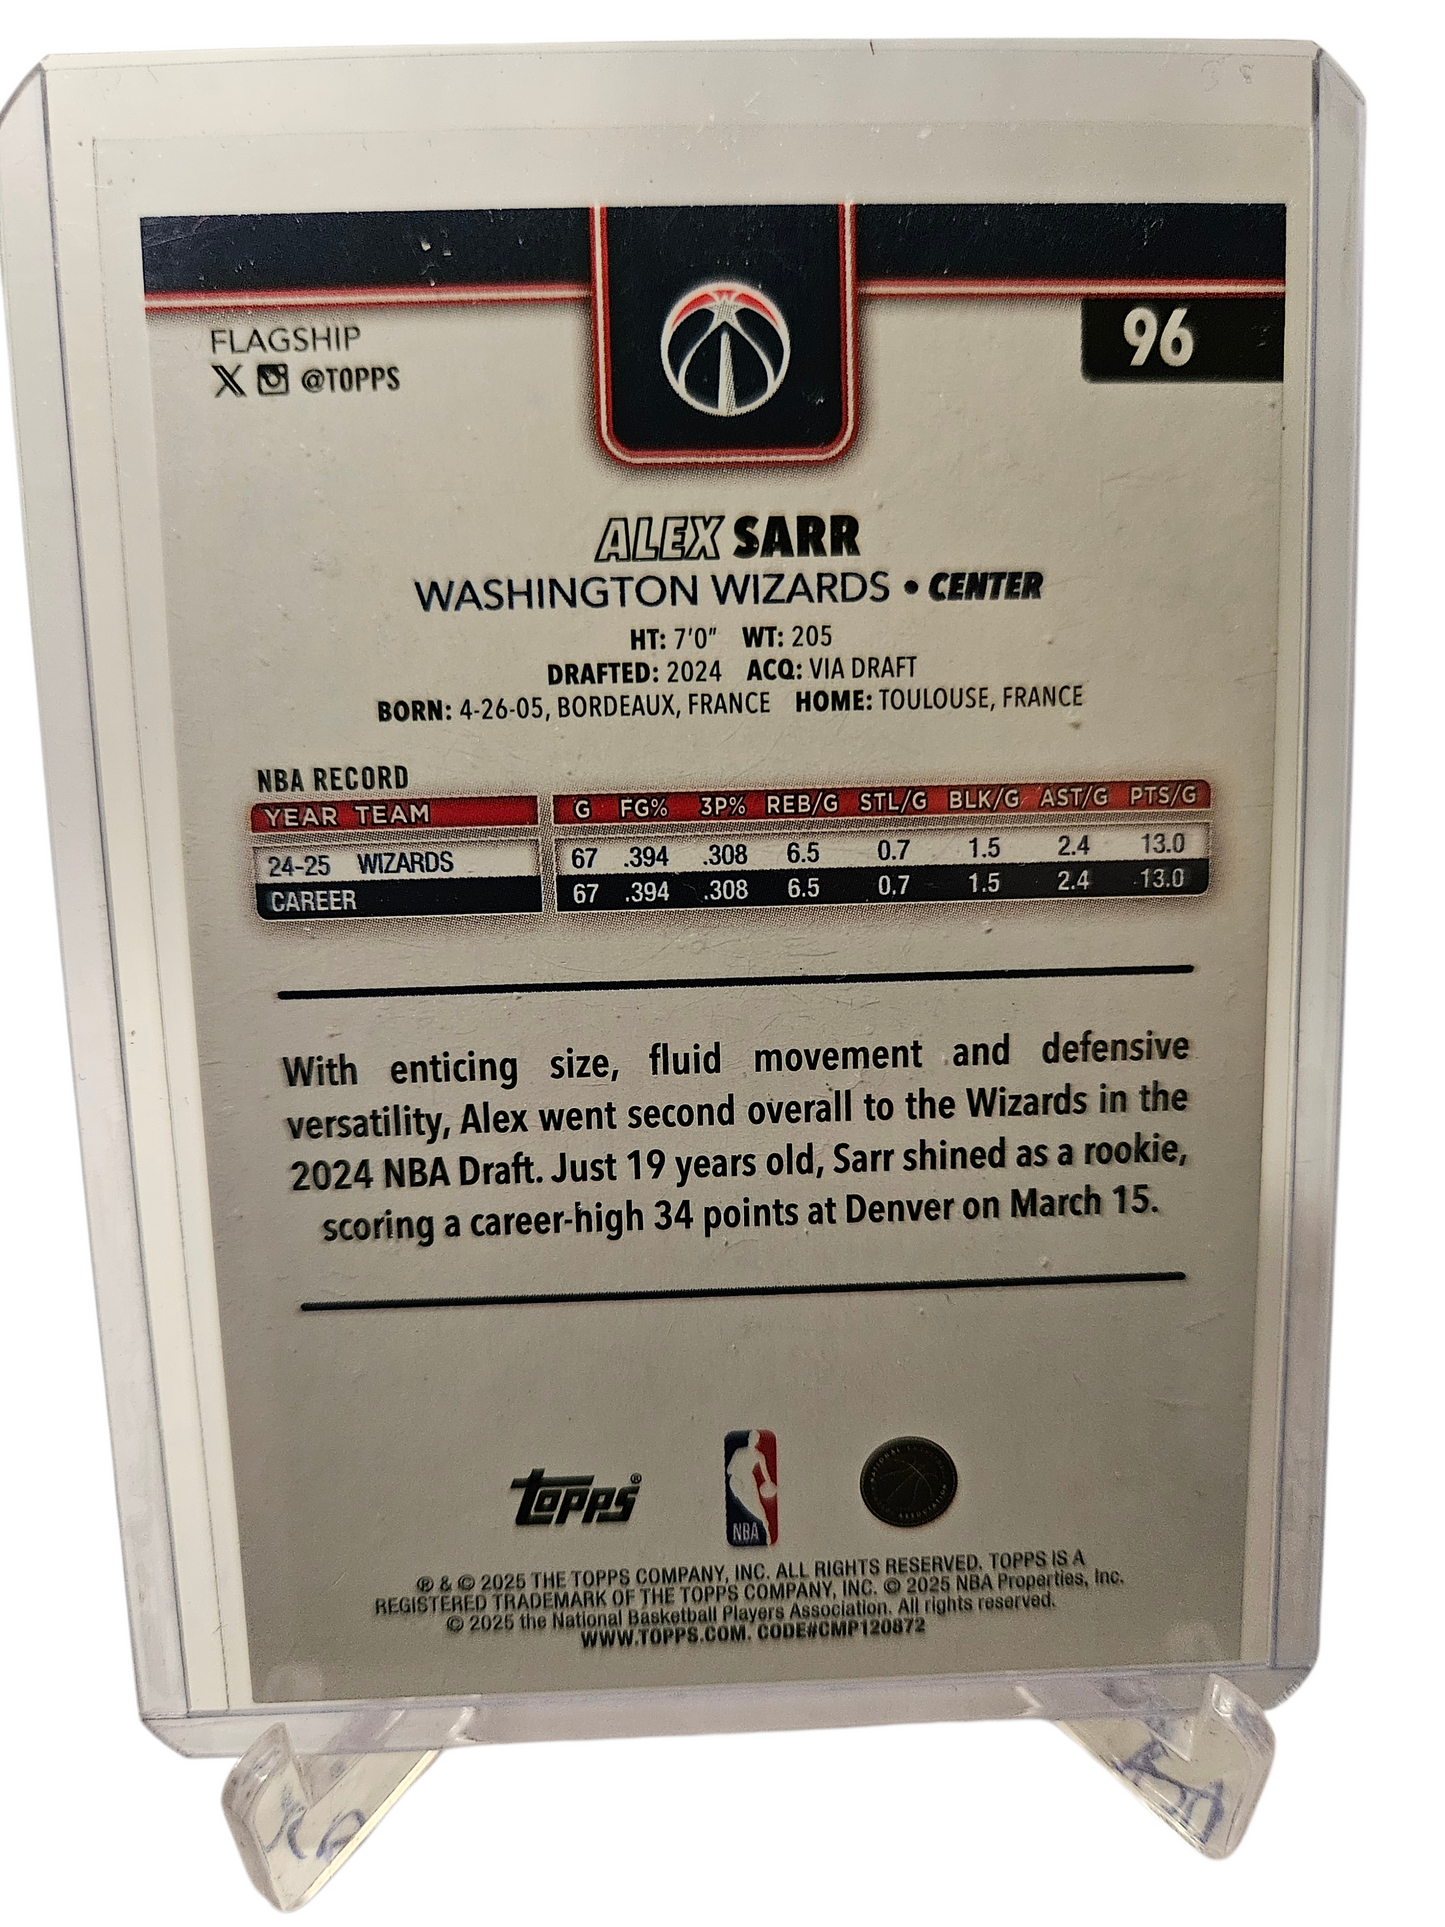 FLAGSHIP
96
X @TOPPS
ALEX SARR
WASHINGTON WIZARDS • CENTER
HT: 7'0" WT: 205
DRAFTED: 2024 ACQ: VIA DRAFT
BORN: 4-26-05, BORDEAUX, FRANCE HOME: TOULOUSE, FRANCE
NBA RECORD
YEAR TEAM G FG% 3P% REB/G STL/G BLK/G AST/G PTS/G
24-25 WIZARDS 67 .394 .308 6.5 0.7 1.5 2.4 13.0
CAREER 67 .394 .308 6.5 0.7 1.5 2.4 13.0
With enticing size, fluid movement and defensive
versatility, Alex went second overall to the Wizards in the
2024 NBA Draft. Just 19 years old, Sarr shined as a rookie,
scoring a career-high 34 points at Denver on March 15.
topps®
NBA
® & © 2025 THE TOPPS COMPANY, INC. ALL RIGHTS RESERVED. TOPPS IS A
REGISTERED TRADEMARK OF THE TOPPS COMPANY, INC. © 2025 NBA Properties, Inc.
© 2025 the National Basketball Players Association. All rights reserved.
WWW.TOPPS.COM. CODE#CMP120872